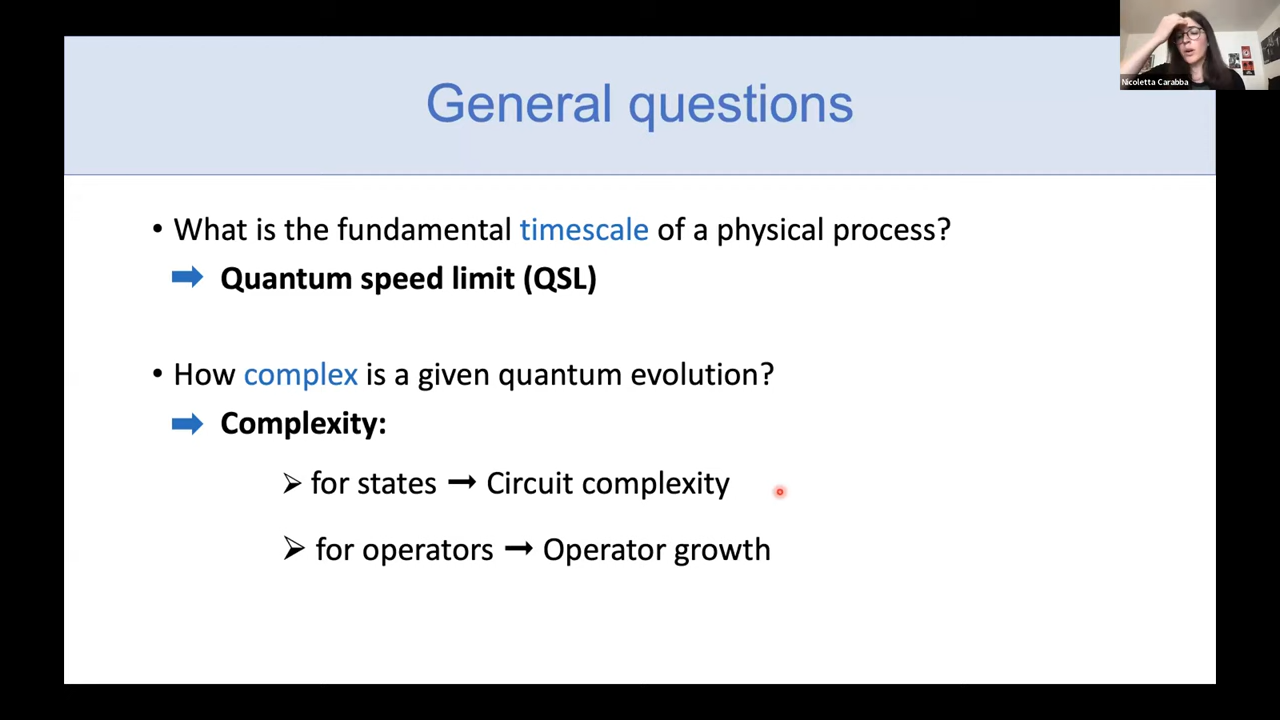 Nicoletta Carabba
General questions
• What is the fundamental timescale of a physical process?
➡ Quantum speed limit (QSL)
• How complex is a given quantum evolution?
➡ Complexity:
➢ for states → Circuit complexity
➢ for operators → Operator growth